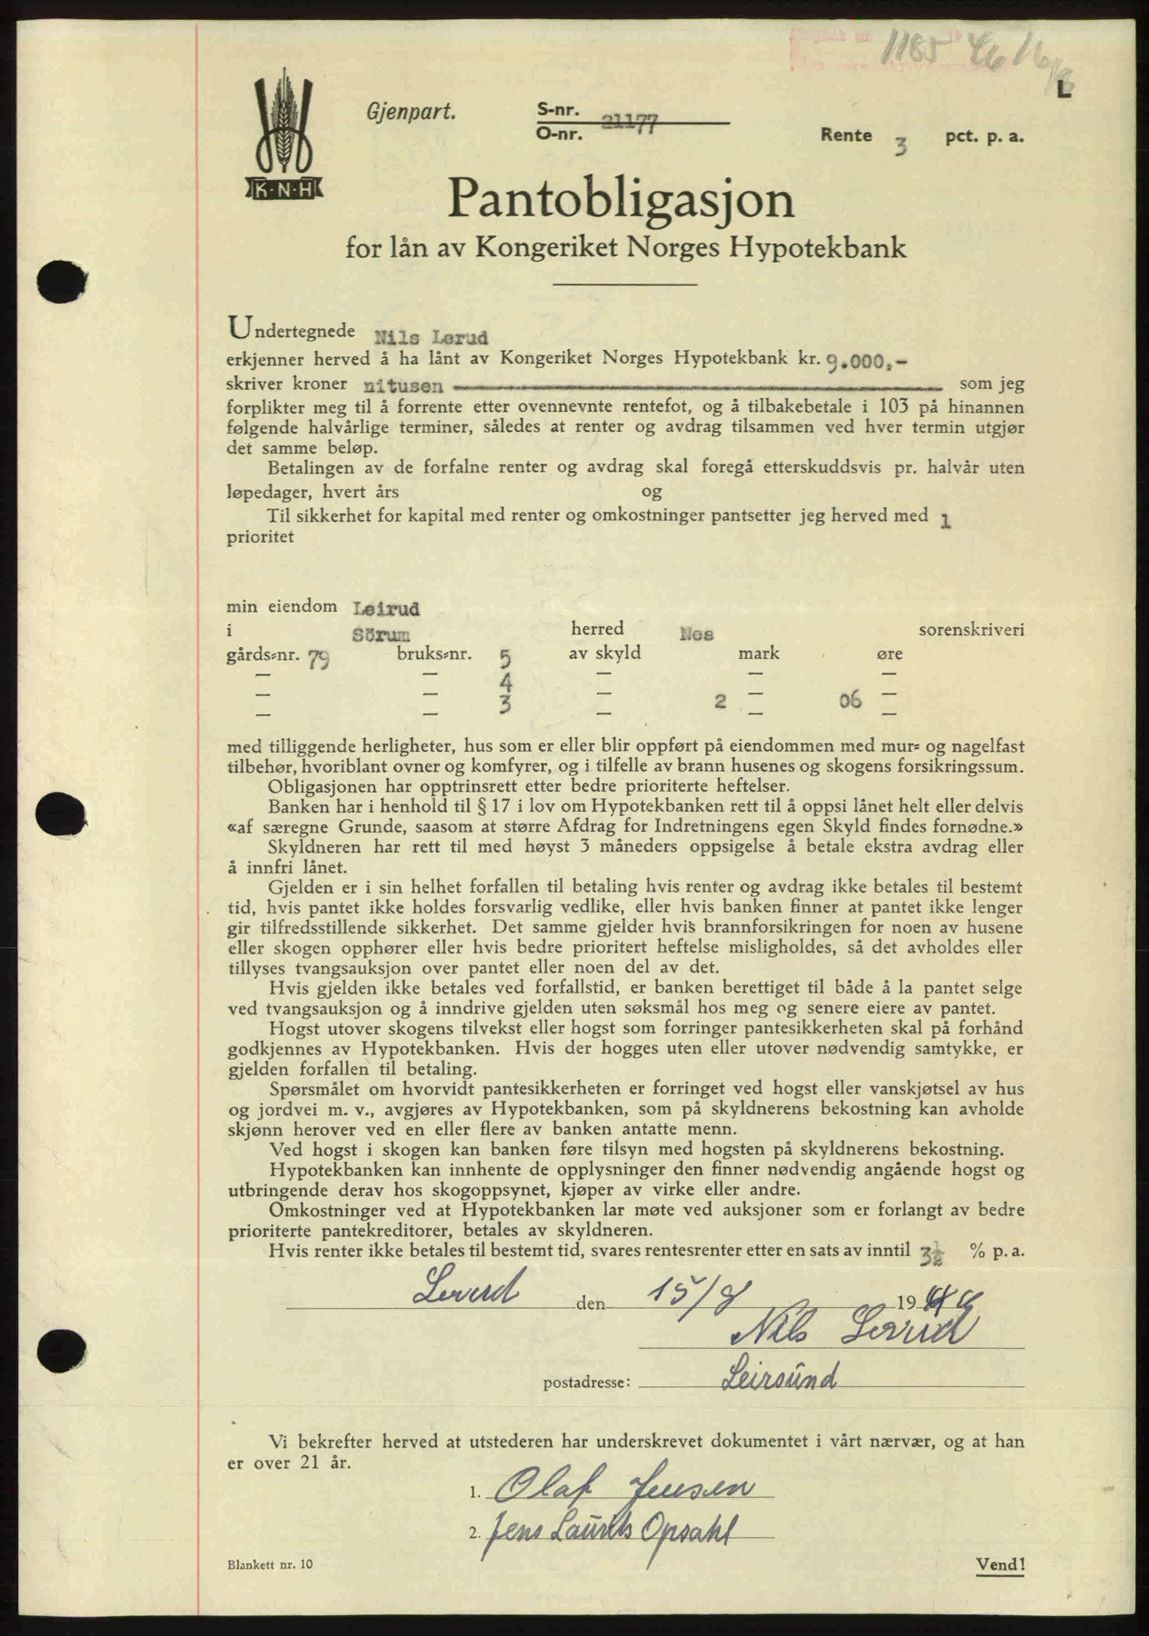 1185 46 16/8
L
Gjenpart.
S-nr.
O-nr. 21177
Rente 3 pct. p. a.
K·N·H
Pantobligasjon
for lån av Kongeriket Norges Hypotekbank
Undertegnede Nils Lerud
erkjenner herved å ha lånt av Kongeriket Norges Hypotekbank kr. 9.000,-
skriver kroner nitusen som jeg
forplikter meg til å forrente etter ovennevnte rentefot, og å tilbakebetale i 103 på hinannen
følgende halvårlige terminer, således at renter og avdrag tilsammen ved hver termin utgjør
det samme beløp.
Betalingen av de forfalne renter og avdrag skal foregå etterskuddsvis pr. halvår uten
løpedager, hvert års og
Til sikkerhet for kapital med renter og omkostninger pantsetter jeg herved med 1
prioritet
min eiendom Leirud
i Sörum herred Nes sorenskriveri
gårds-nr. 79 bruks-nr. 5 av skyld mark øre
— — 4 — — —
— — 3 — 2 — 06 —
— — — — —
med tilliggende herligheter, hus som er eller blir oppført på eiendommen med mur- og nagelfast
tilbehør, hvoriblant ovner og komfyrer, og i tilfelle av brann husenes og skogens forsikringssum.
Obligasjonen har opptrinsrett etter bedre prioriterte heftelser.
Banken har i henhold til § 17 i lov om Hypotekbanken rett til å oppsi lånet helt eller delvis
«af særegne Grunde, saasom at større Afdrag for Indretningens egen Skyld findes fornødne.»
Skyldneren har rett til med høyst 3 måneders oppsigelse å betale ekstra avdrag eller
å innfri lånet.
Gjelden er i sin helhet forfallen til betaling hvis renter og avdrag ikke betales til bestemt
tid, hvis pantet ikke holdes forsvarlig vedlike, eller hvis banken finner at pantet ikke lenger
gir tilfredsstillende sikkerhet. Det samme gjelder hvis brannforsikringen for noen av husene
eller skogen opphører eller hvis bedre prioritert heftelse misligholdes, så det avholdes eller
tillyses tvangsauksjon over pantet eller noen del av det.
Hvis gjelden ikke betales ved forfallstid, er banken berettiget til både å la pantet selge
ved tvangsauksjon og å inndrive gjelden uten søksmål hos meg og senere eiere av pantet.
Hogst utover skogens tilvekst eller hogst som forringer pantesikkerheten skal på forhånd
godkjennes av Hypotekbanken. Hvis der hogges uten eller utover nødvendig samtykke, er
gjelden forfallen til betaling.
Spørsmålet om hvorvidt pantesikkerheten er forringet ved hogst eller vanskjøtsel av hus
og jordvei m. v., avgjøres av Hypotekbanken, som på skyldnerens bekostning kan avholde
skjønn herover ved en eller flere av banken antatte menn.
Ved hogst i skogen kan banken føre tilsyn med hogsten på skyldnerens bekostning.
Hypotekbanken kan innhente de opplysninger den finner nødvendig angående hogst og
utbringende derav hos skogoppsynet, kjøper av virke eller andre.
Omkostninger ved at Hypotekbanken lar møte ved auksjoner som er forlangt av bedre
prioriterte pantekreditorer, betales av skyldneren.
Hvis renter ikke betales til bestemt tid, svares rentesrenter etter en sats av inntil 3½ % p. a.
Lerud den 15/8 19
Nils Lerud
postadresse: Leirsund
Vi bekrefter herved at utstederen har underskrevet dokumentet i vårt nærvær, og at han
er over 21 år.
1. Olaf Jensen
2. Jens Laurits Opsahl
Blankett nr. 10
Vend!